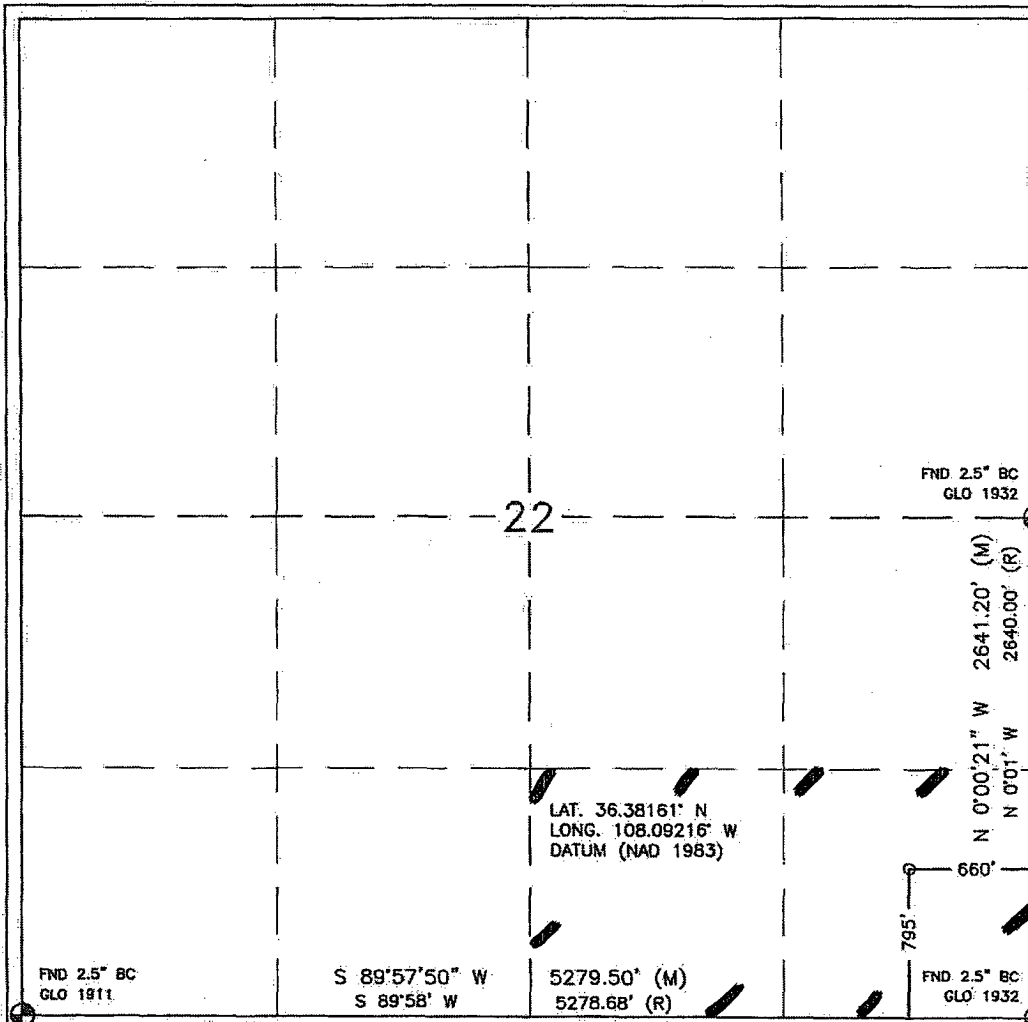 FND 2.5" BC
GLO 1932
22
2641.20' (M)
2640.00' (R)
N 0°00'21" W
N 0°01' W
LAT. 36.38161° N
LONG. 108.09216° W
DATUM (NAD 1983)
660'
795'
FND 2.5" BC
GLO 1911
S 89°57'50" W 5279.50' (M)
S 89°58' W 5278.68' (R)
FND 2.5" BC
GLO 1932